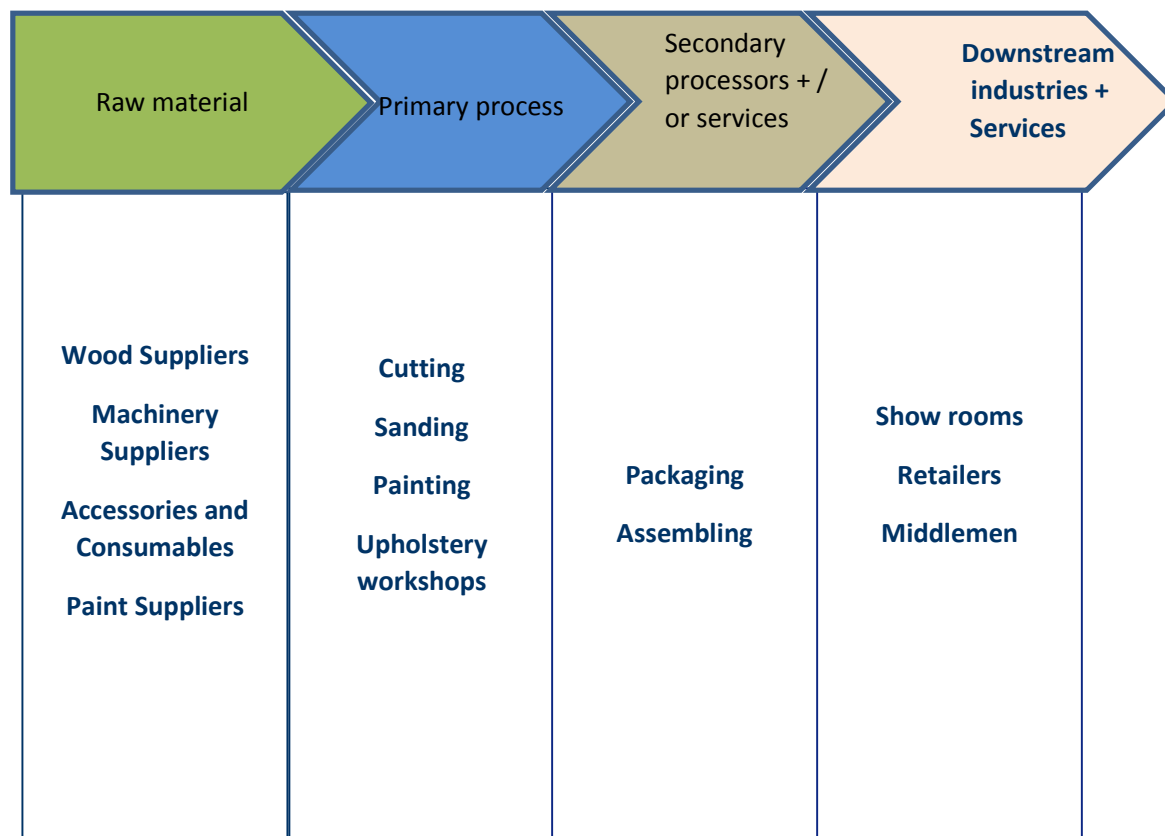 Raw material
Primary process
Secondary
processors + /
or services
Downstream
industries +
Services
Wood Suppliers
Machinery
Suppliers
Accessories and
Consumables
Paint Suppliers
Cutting
Sanding
Painting
Upholstery
workshops
Packaging
Assembling
Show rooms
Retailers
Middlemen